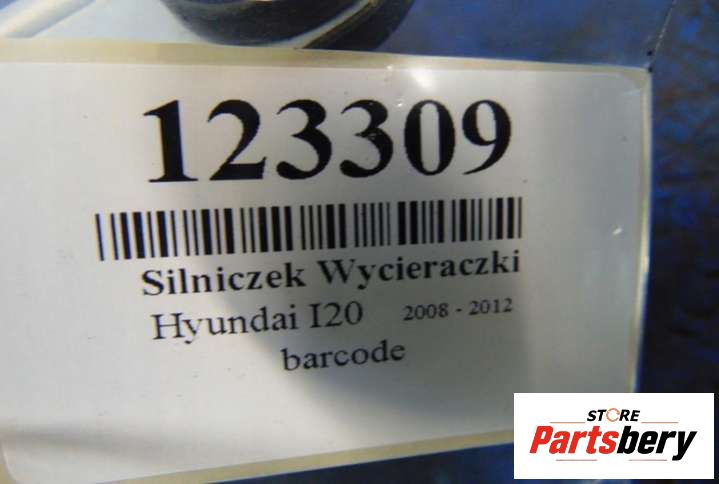 123309
Silniczek Wycieraczki
Hyundai I20 2008 - 2012
barcode
STORE
Partsbery